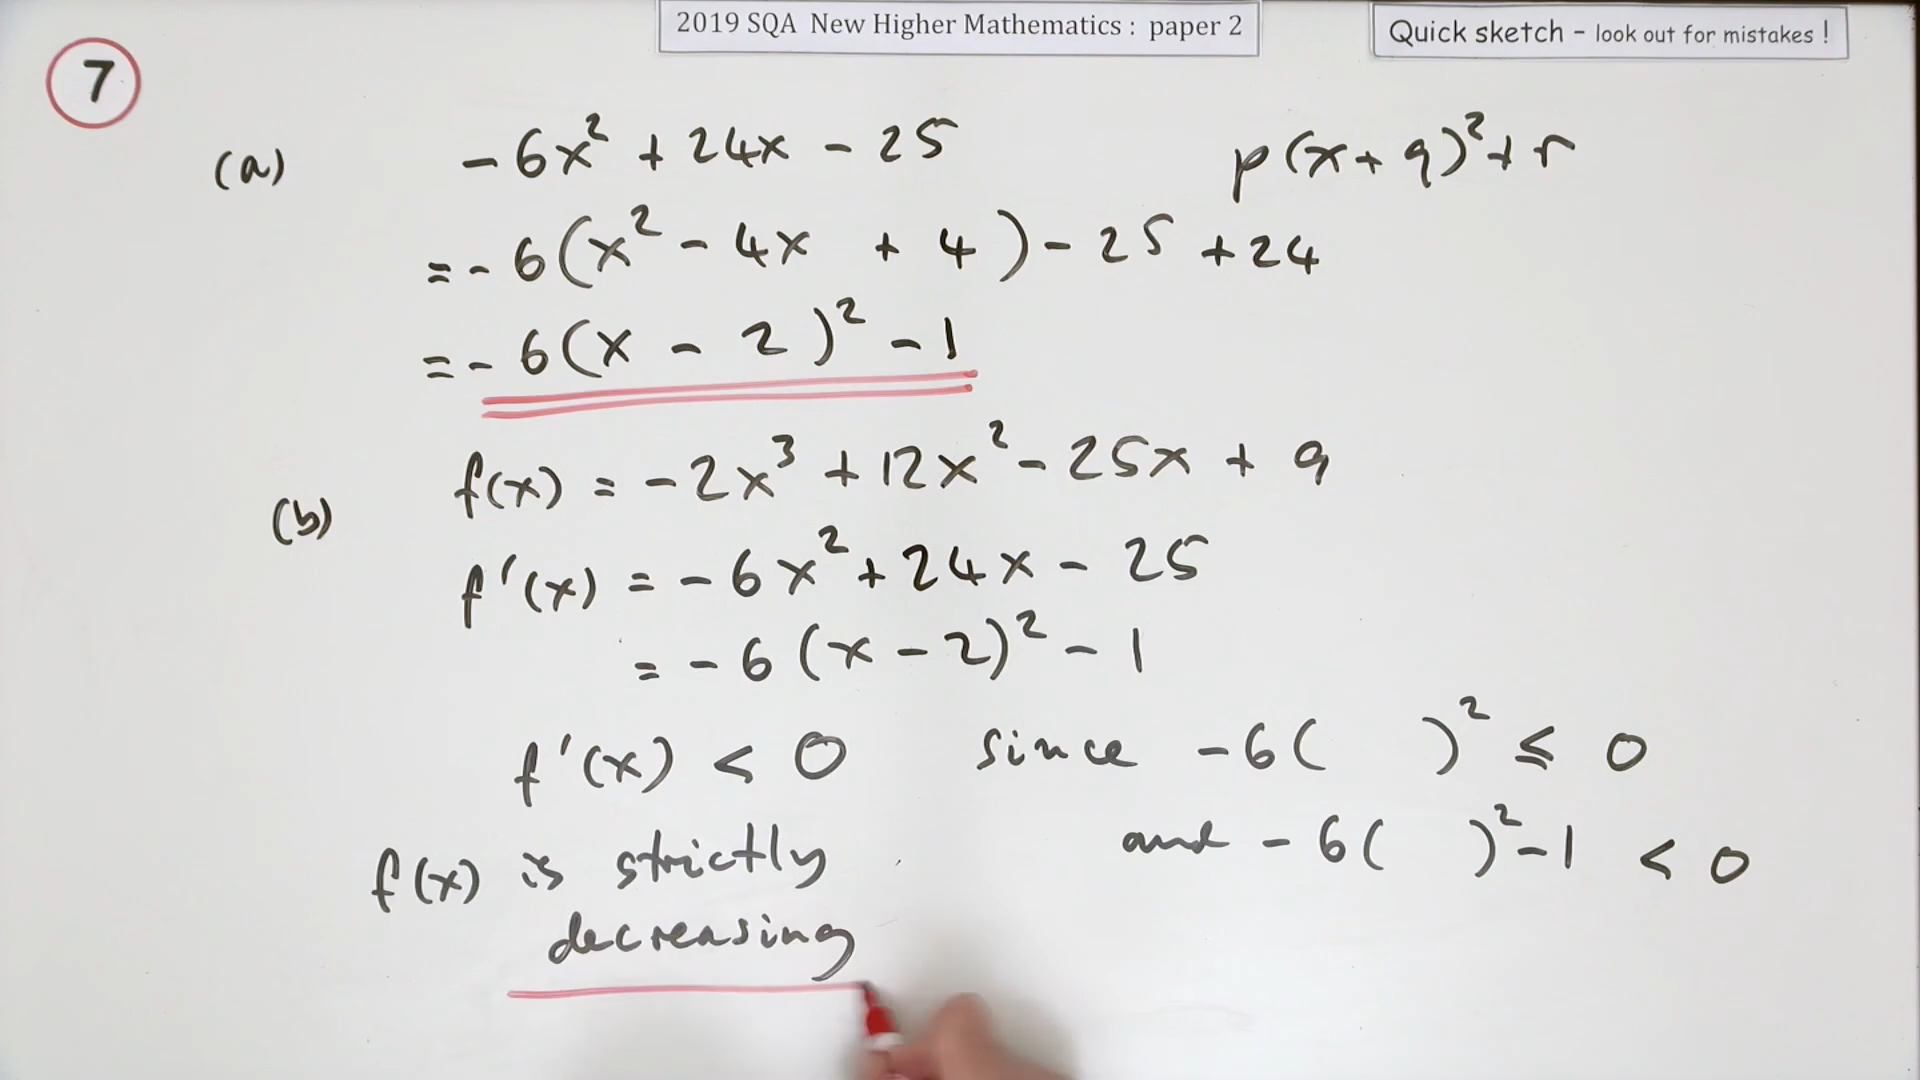 2019 SQA New Higher Mathematics : paper 2
Quick sketch – look out for mistakes !
7
(a) -6x² + 24x - 25
p(x + q)² + r
= -6(x² - 4x + 4) - 25 + 24
= -6(x - 2)² - 1
(b) f(x) = -2x³ + 12x² - 25x + 9
f'(x) = -6x² + 24x - 25
= -6(x - 2)² - 1
f'(x) < 0 since -6( )² ≤ 0
and -6( )² - 1 < 0
f(x) is strictly
decreasing